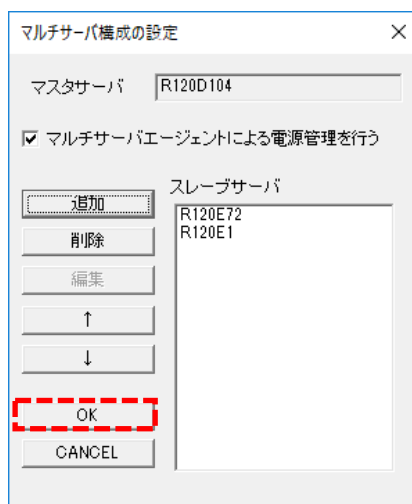 マルチサーバ構成の設定
マスタサーバ R120D104
マルチサーバエージェントによる電源管理を行う
追加
削除
編集
↑
↓
OK
CANCEL
スレーブサーバ
R120E72
R120E1